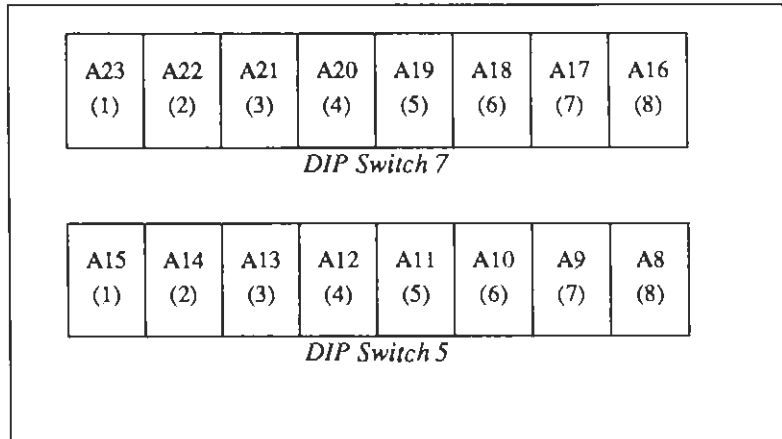 A23 A22 A21 A20 A19 A18 A17 A16
(1) (2) (3) (4) (5) (6) (7) (8)
DIP Switch 7
A15 A14 A13 A12 A11 A10 A9 A8
(1) (2) (3) (4) (5) (6) (7) (8)
DIP Switch 5